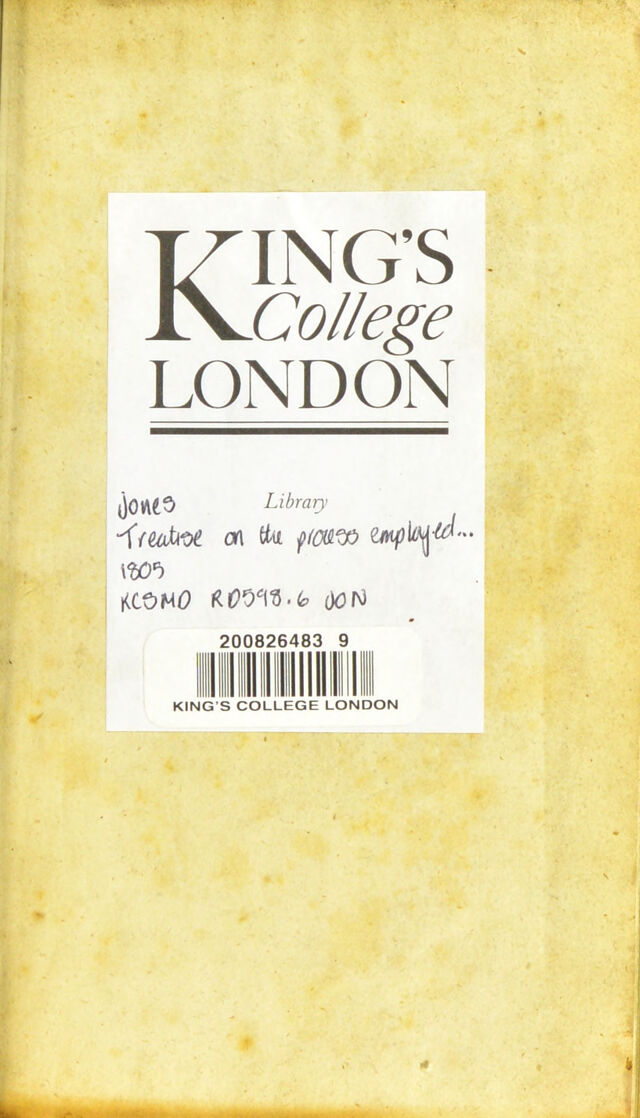 KING'S
College
LONDON
Library
Jones
Treatise on the process employed...
1805
KCSMD RD598.6 JON
200826483 9
KING'S COLLEGE LONDON